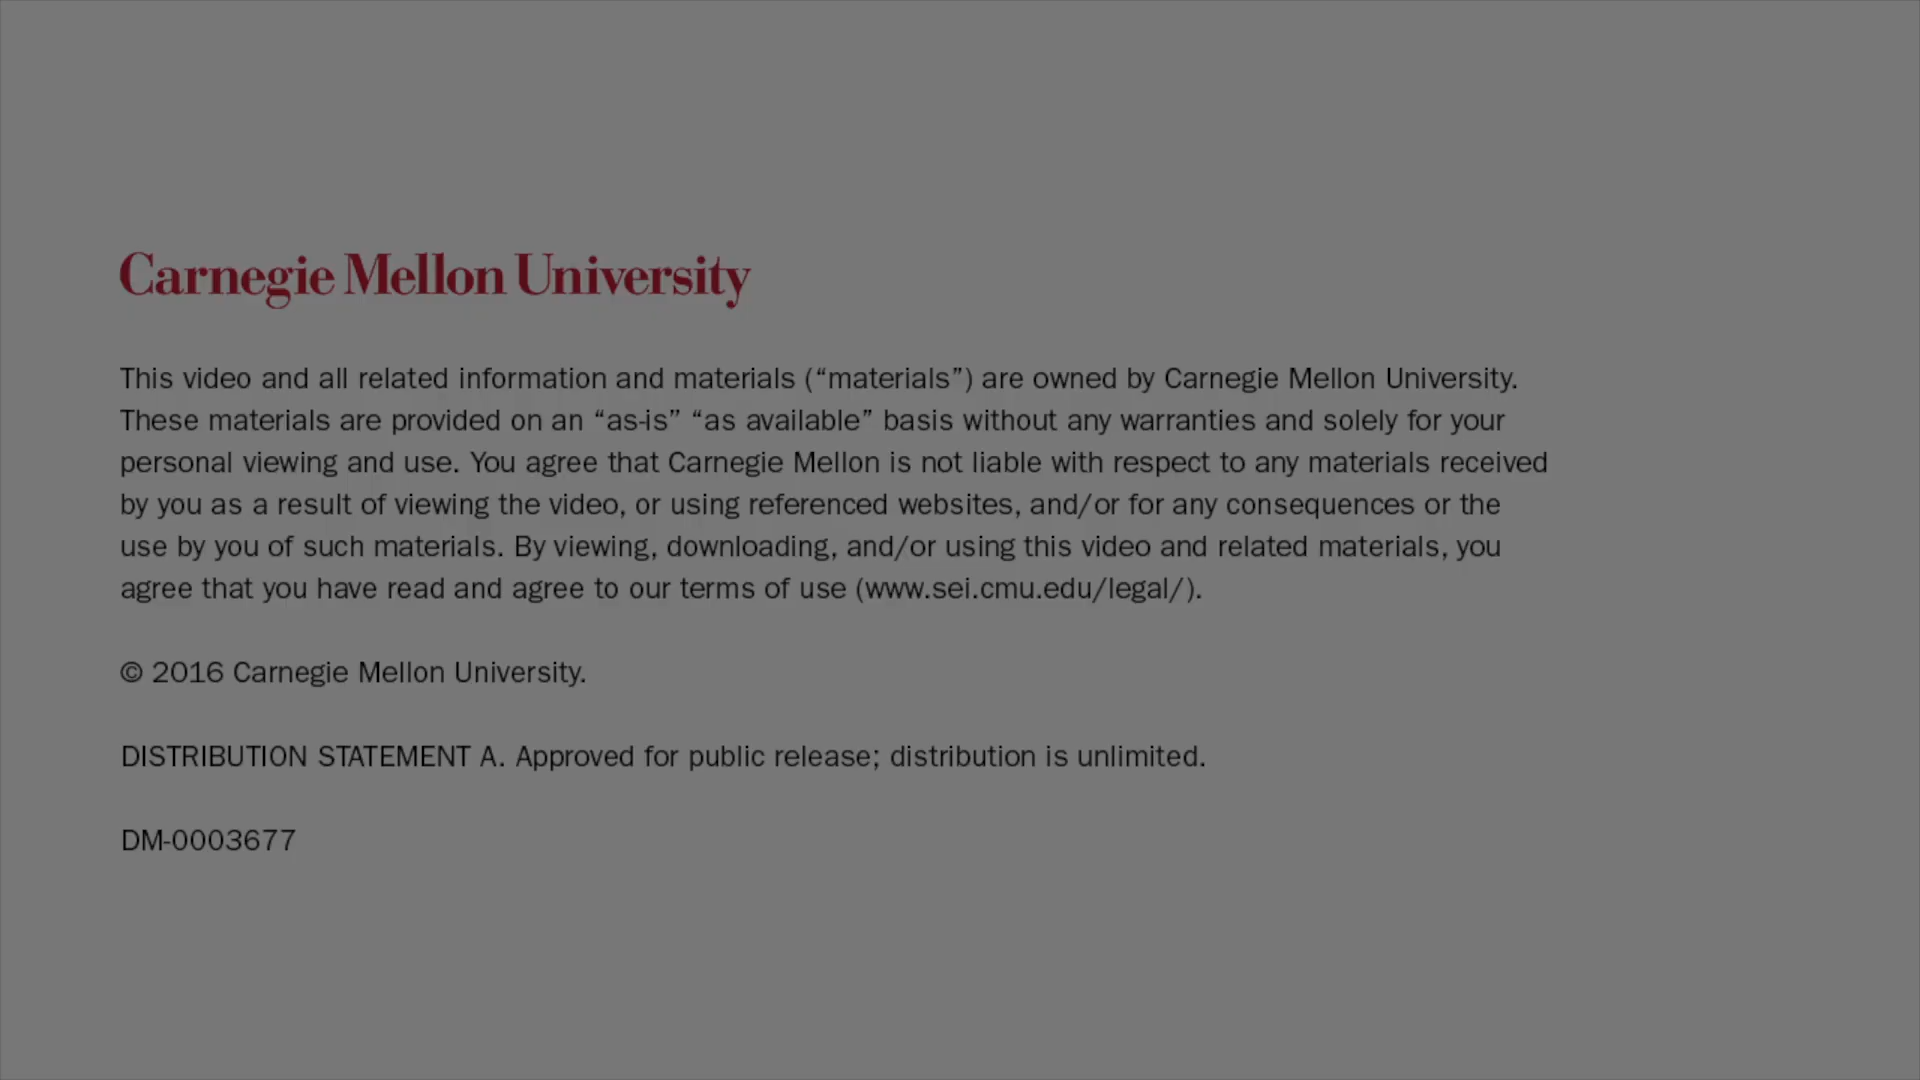 Carnegie Mellon University
This video and all related information and materials (“materials”) are owned by Carnegie Mellon University.
These materials are provided on an “as-is” “as available” basis without any warranties and solely for your
personal viewing and use. You agree that Carnegie Mellon is not liable with respect to any materials received
by you as a result of viewing the video, or using referenced websites, and/or for any consequences or the
use by you of such materials. By viewing, downloading, and/or using this video and related materials, you
agree that you have read and agree to our terms of use (www.sei.cmu.edu/legal/).
© 2016 Carnegie Mellon University.
DISTRIBUTION STATEMENT A. Approved for public release; distribution is unlimited.
DM-0003677